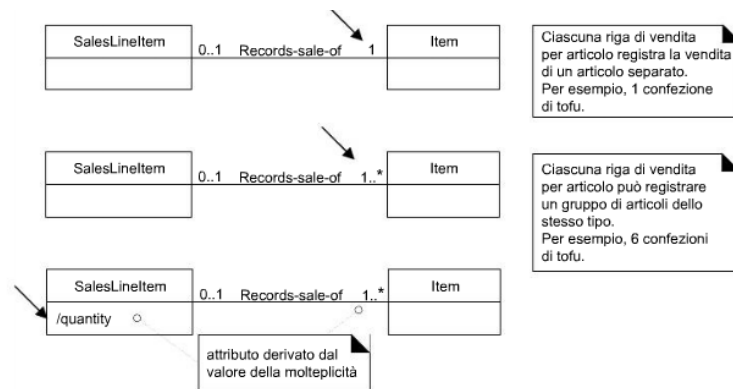 SalesLineItem
0..1 Records-sale-of 1
Item
Ciascuna riga di vendita
per articolo registra la vendita
di un articolo separato.
Per esempio, 1 confezione
di tofu.
SalesLineItem
0..1 Records-sale-of 1..*
Item
Ciascuna riga di vendita
per articolo può registrare
un gruppo di articoli dello
stesso tipo.
Per esempio, 6 confezioni
di tofu.
SalesLineItem
/quantity
0..1 Records-sale-of 1..*
Item
attributo derivato dal
valore della molteplicità